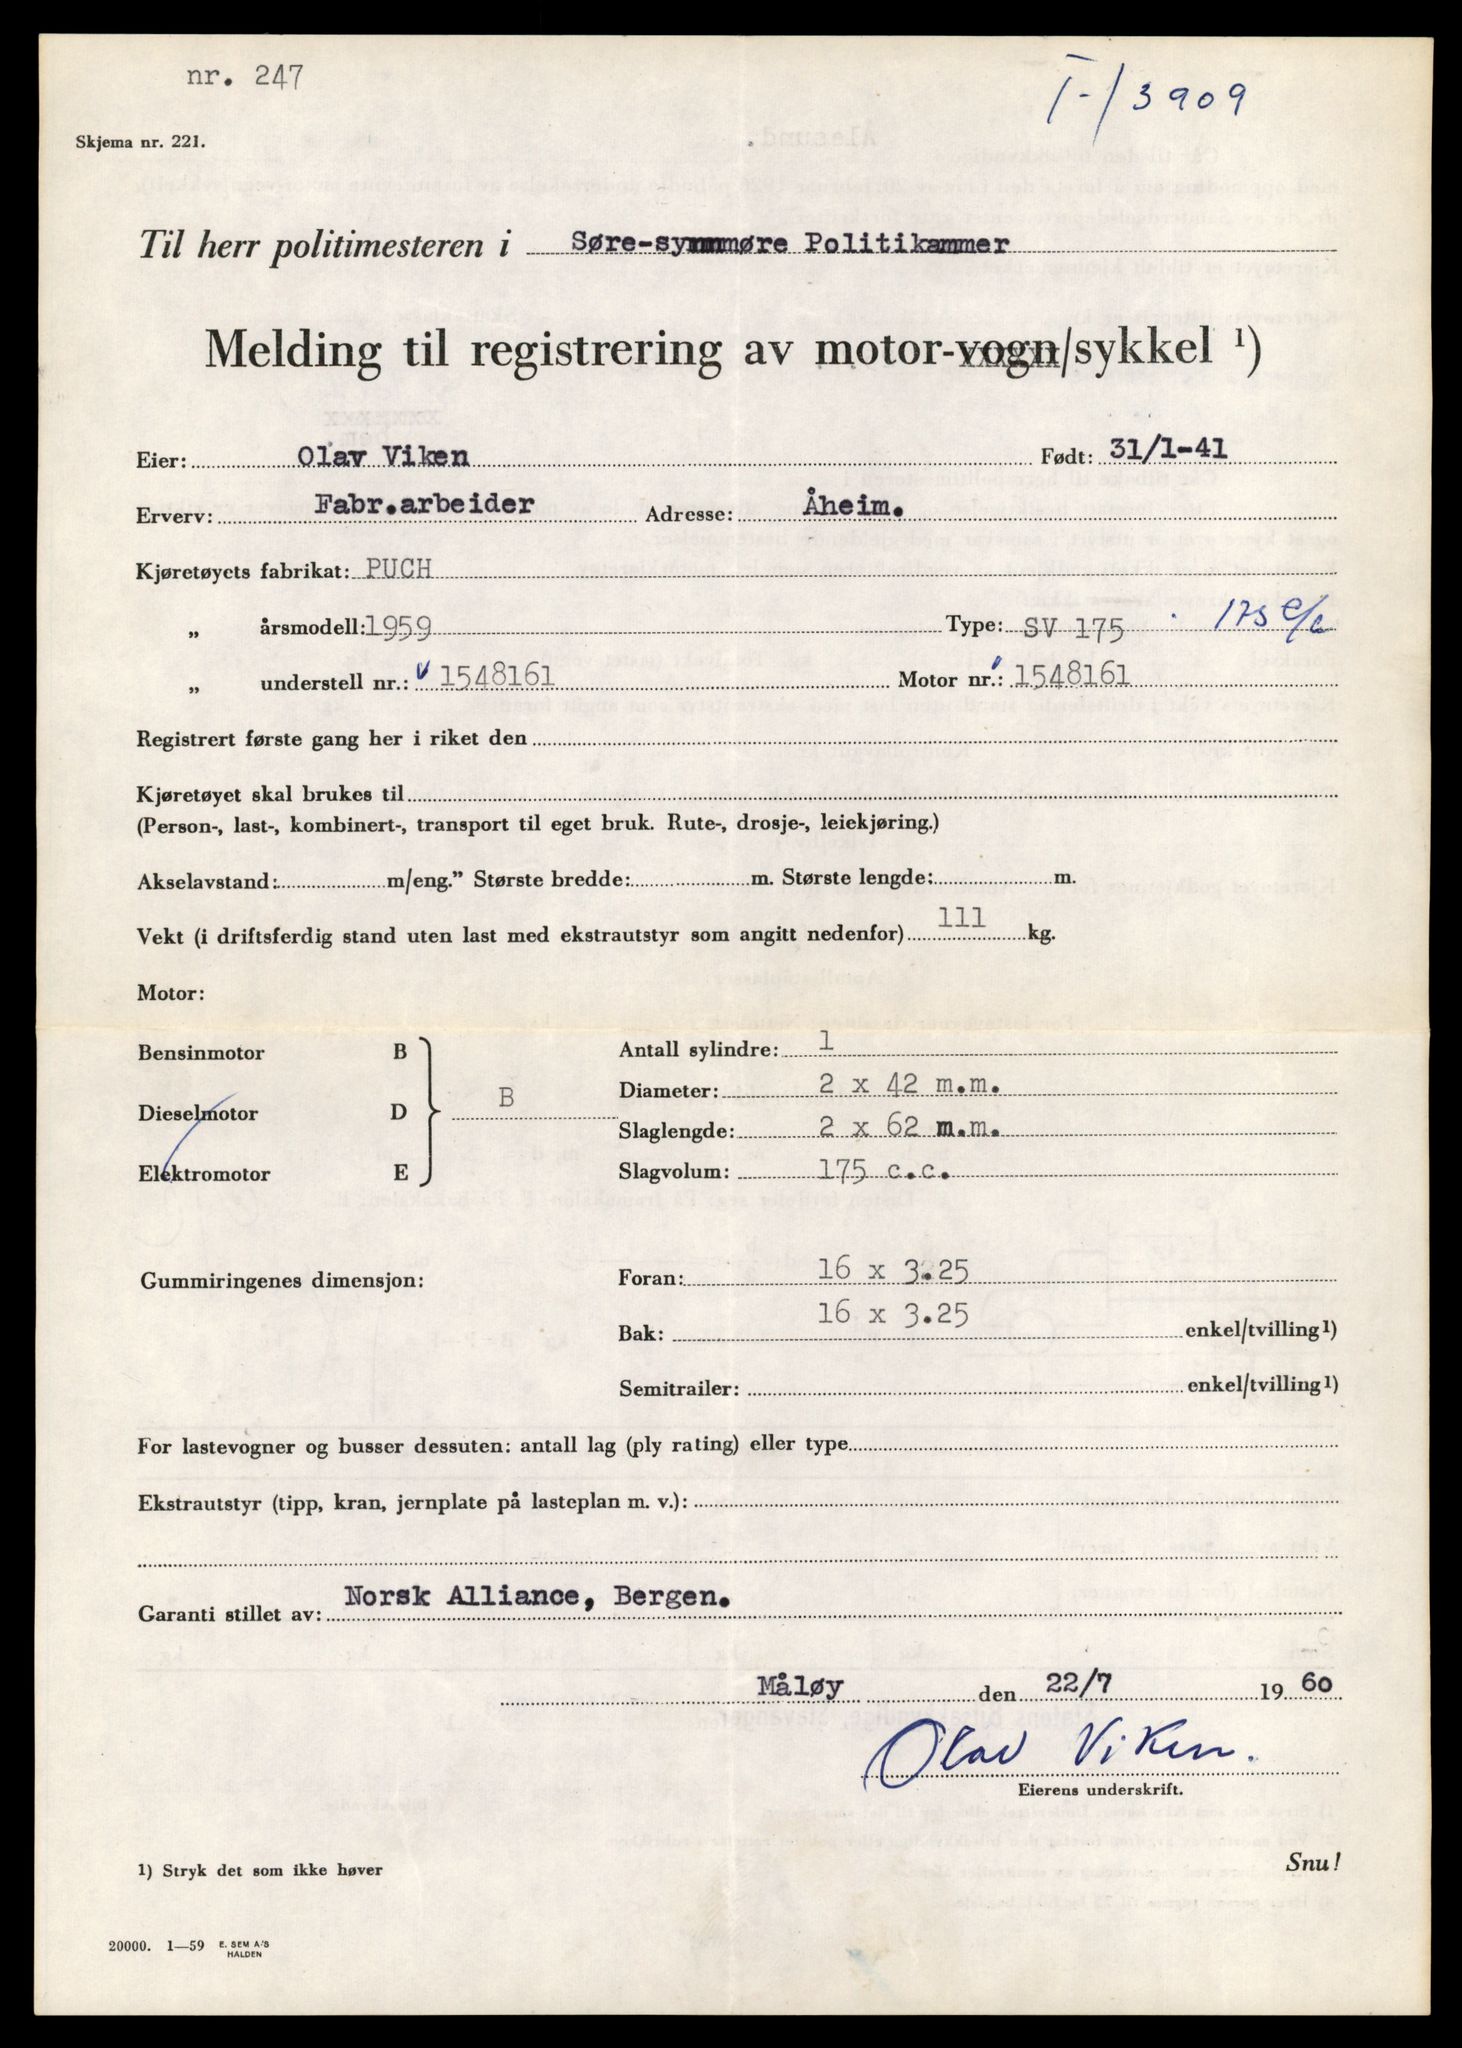 nr. 247
T-13909
Skjema nr. 221.
Til herr politimesteren i Søre-synnmøre Politikammer
Melding til registrering av motor-vogn/sykkel ¹)
Eier: Olav Viken Født: 31/1-41
Erverv: Fabr.arbeider Adresse: Åheim.
Kjøretøyets fabrikat: PUCH
„ årsmodell: 1959 Type: SV 175 175 c/c
„ understell nr.: 1548161 Motor nr.: 1548161
Registrert første gang her i riket den
Kjøretøyet skal brukes til
(Person-, last-, kombinert-, transport til eget bruk. Rute-, drosje-, leiekjøring.)
Akselavstand: m/eng.” Største bredde: m. Største lengde: m.
Vekt (i driftsferdig stand uten last med ekstrautstyr som angitt nedenfor) 111 kg.
Motor:
Bensinmotor B Antall sylindre: 1
Diameter: 2 x 42 m.m.
Dieselmotor D B
Slaglengde: 2 x 62 m.m.
Elektromotor E Slagvolum: 175 c.c.
Gummiringenes dimensjon: Foran: 16 x 3.25
Bak: 16 x 3.25 enkel/tvilling¹)
Semitrailer: enkel/tvilling¹)
For lastevogner og busser dessuten: antall lag (ply rating) eller type
Ekstrautstyr (tipp, kran, jernplate på lasteplan m. v.):
Garanti stillet av: Norsk Alliance, Bergen.
Måløy den 22/7 19 60
Olav Viken.
Eierens underskrift.
1) Stryk det som ikke høver
Snu!
20000. 1—59 E. SEM A/S
HALDEN